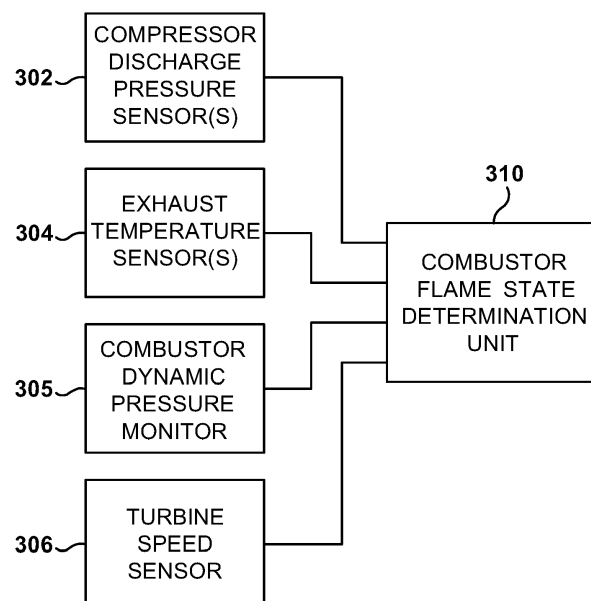 302
COMPRESSOR
DISCHARGE
PRESSURE
SENSOR(S)
304
EXHAUST
TEMPERATURE
SENSOR(S)
305
COMBUSTOR
DYNAMIC
PRESSURE
MONITOR
306
TURBINE
SPEED
SENSOR
310
COMBUSTOR
FLAME STATE
DETERMINATION
UNIT